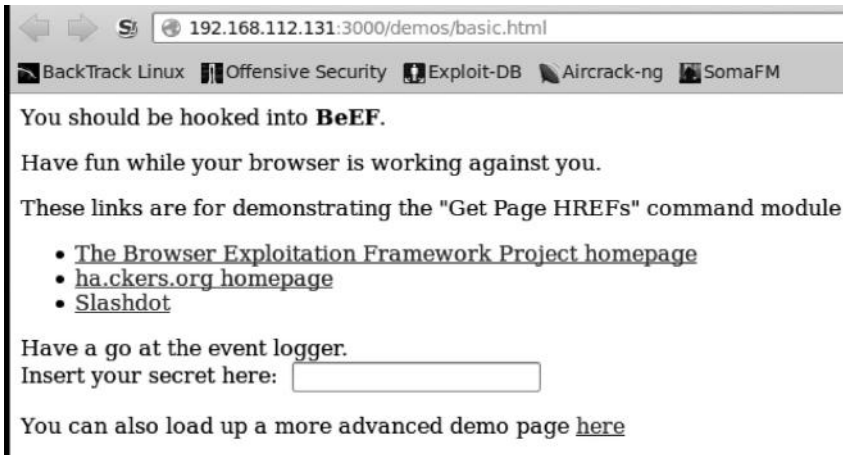 192.168.112.131:3000/demos/basic.html
BackTrack Linux Offensive Security Exploit-DB Aircrack-ng SomaFM
You should be hooked into BeEF.
Have fun while your browser is working against you.
These links are for demonstrating the "Get Page HREFs" command module
The Browser Exploitation Framework Project homepage
ha.ckers.org homepage
Slashdot
Have a go at the event logger.
Insert your secret here:
You can also load up a more advanced demo page here